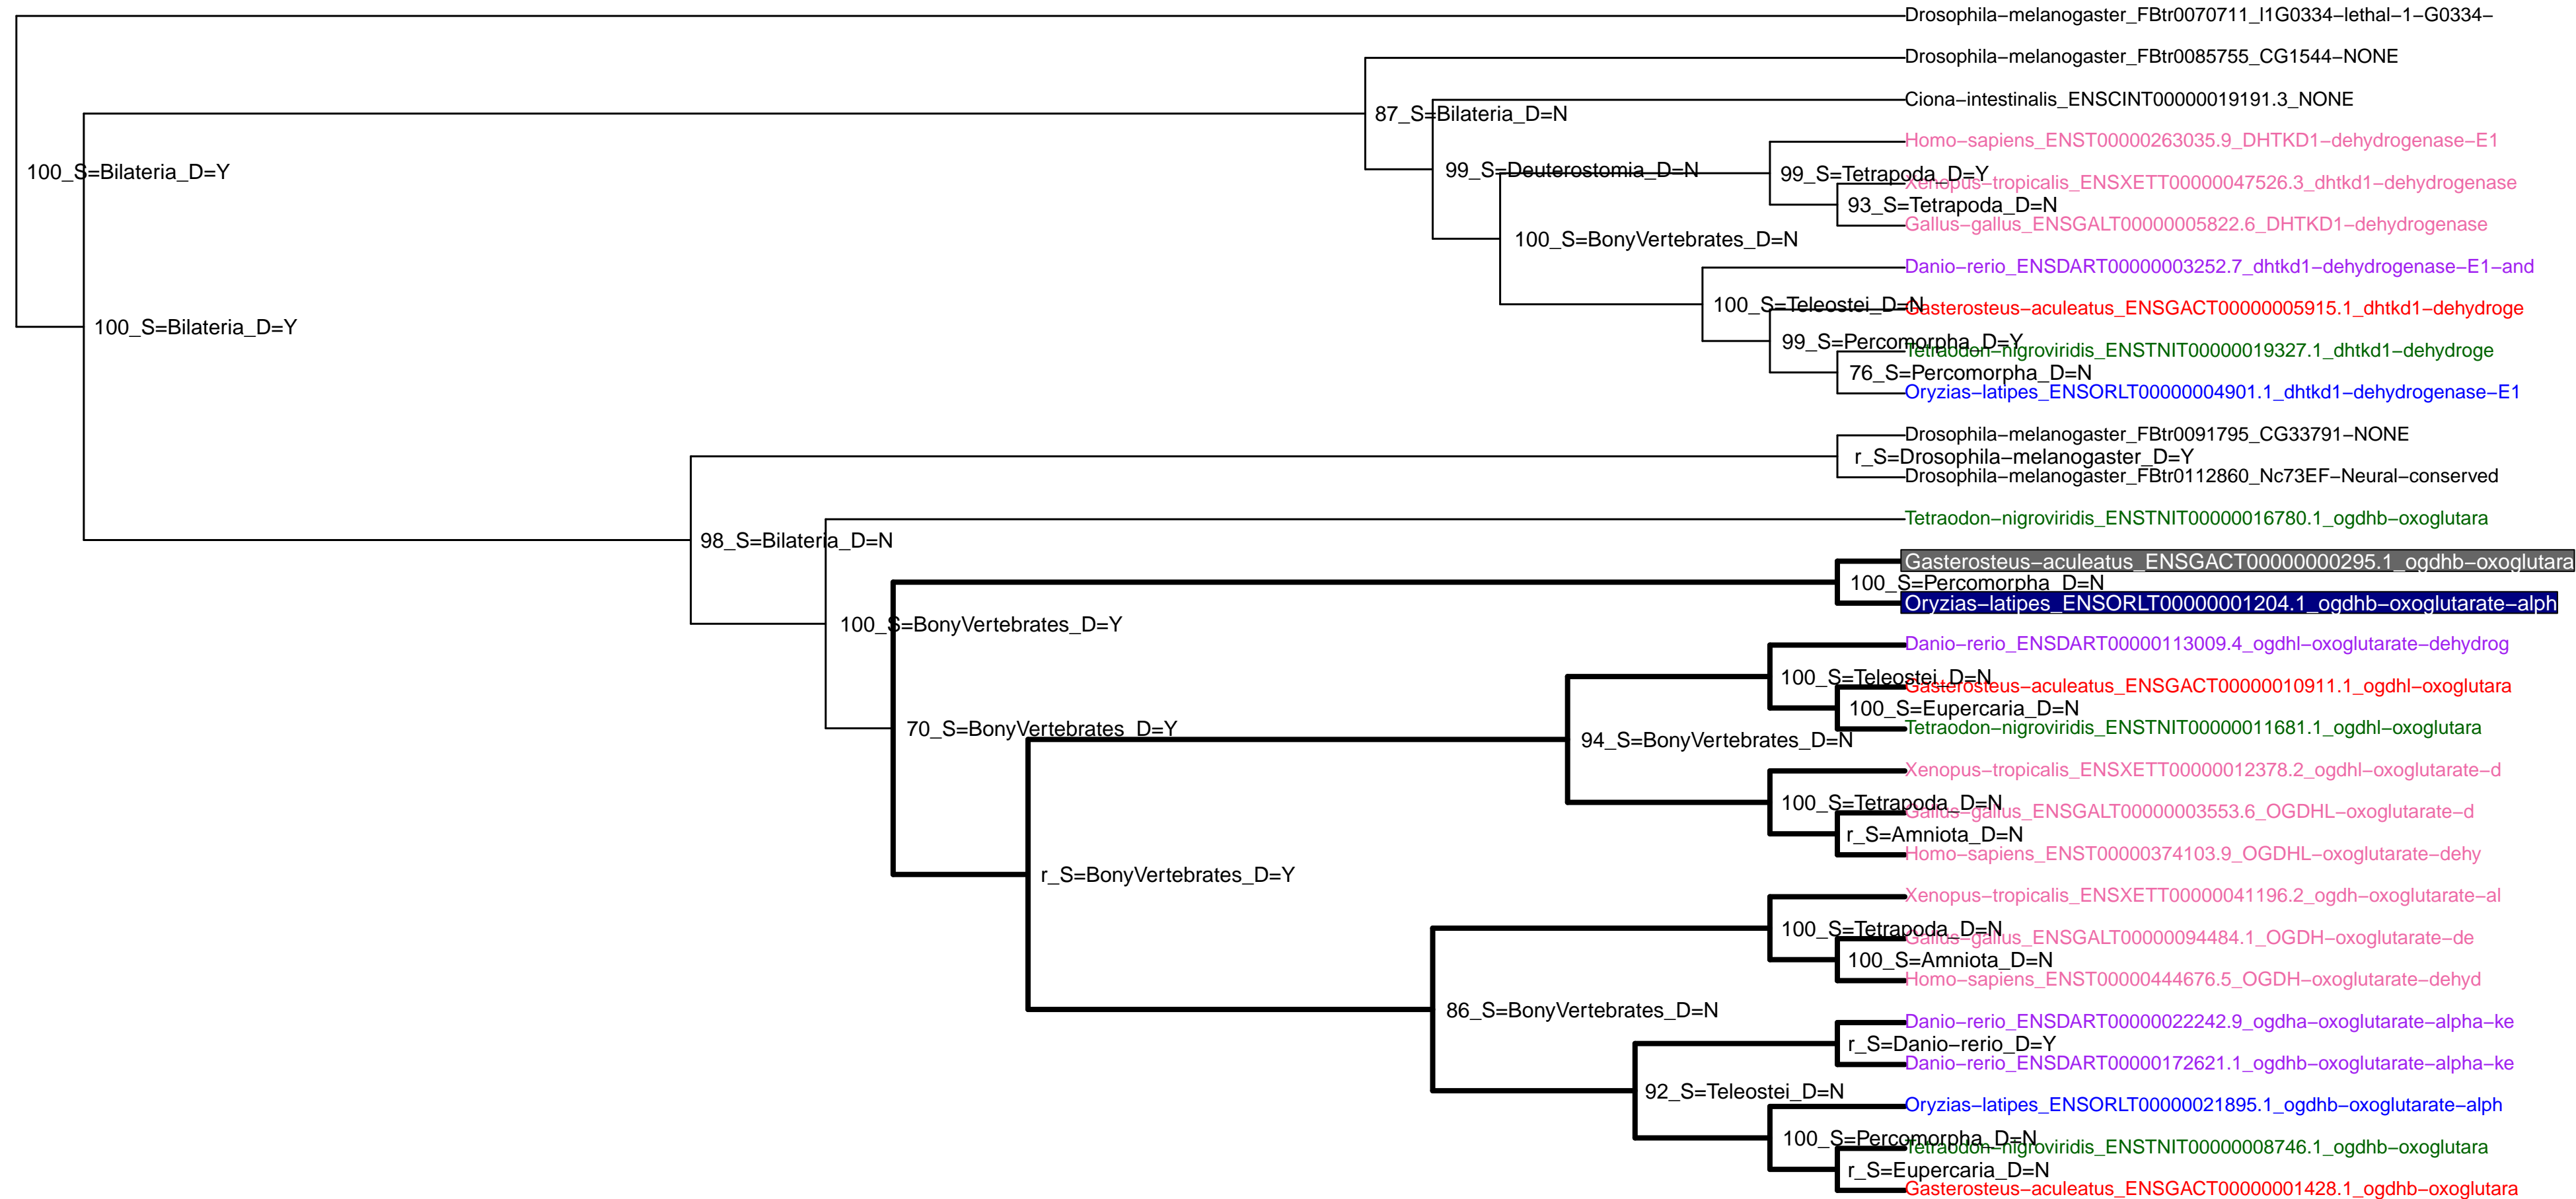 Drosophila−melanogaster_FBtr0070711_l1G0334−lethal−1−G0334−
Drosophila−melanogaster_FBtr0085755_CG1544−NONE
Ciona−intestinalis_ENSCINT00000019191.3_NONE
87_S=Bilateria_D=N
Homo−sapiens_ENST00000263035.9_DHTKD1−dehydrogenase−E1
100_S=Bilateria_D=Y
99_S=Deuterostomia_D=N
99_S=Tetrapoda_D=Y
Xenopus−tropicalis_ENSXETT00000047526.3_dhtkd1−dehydrogenase
93_S=Tetrapoda_D=N
Gallus−gallus_ENSGALT00000005822.6_DHTKD1−dehydrogenase
100_S=BonyVertebrates_D=N
Danio−rerio_ENSDART00000003252.7_dhtkd1−dehydrogenase−E1−and
100_S=Teleostei_D=N
Gasterosteus−aculeatus_ENSGACT00000005915.1_dhtkd1−dehydroge
100_S=Bilateria_D=Y
99_S=Percomorpha_D=Y
Tetraodon−nigroviridis_ENSTNIT00000019327.1_dhtkd1−dehydroge
76_S=Percomorpha_D=N
Oryzias−latipes_ENSORLT00000004901.1_dhtkd1−dehydrogenase−E1
Drosophila−melanogaster_FBtr0091795_CG33791−NONE
r_S=Drosophila−melanogaster_D=Y
Drosophila−melanogaster_FBtr0112860_Nc73EF−Neural−conserved
Tetraodon−nigroviridis_ENSTNIT00000016780.1_ogdhb−oxoglutara
98_S=Bilateria_D=N
Gasterosteus−aculeatus_ENSGACT00000000295.1_ogdhb−oxoglutara
100_S=Percomorpha_D=N
Oryzias−latipes_ENSORLT00000001204.1_ogdhb−oxoglutarate−alph
100_S=BonyVertebrates_D=Y
Danio−rerio_ENSDART00000113009.4_ogdhl−oxoglutarate−dehydrog
100_S=Teleostei_D=N
Gasterosteus−aculeatus_ENSGACT00000010911.1_ogdhl−oxoglutara
100_S=Eupercaria_D=N
70_S=BonyVertebrates_D=Y
Tetraodon−nigroviridis_ENSTNIT00000011681.1_ogdhl−oxoglutara
94_S=BonyVertebrates_D=N
Xenopus−tropicalis_ENSXETT00000012378.2_ogdhl−oxoglutarate−d
100_S=Tetrapoda_D=N
Gallus−gallus_ENSGALT00000003553.6_OGDHL−oxoglutarate−d
r_S=Amniota_D=N
Homo−sapiens_ENST00000374103.9_OGDHL−oxoglutarate−dehy
r_S=BonyVertebrates_D=Y
Xenopus−tropicalis_ENSXETT00000041196.2_ogdh−oxoglutarate−al
100_S=Tetrapoda_D=N
Gallus−gallus_ENSGALT00000094484.1_OGDH−oxoglutarate−de
100_S=Amniota_D=N
Homo−sapiens_ENST00000444676.5_OGDH−oxoglutarate−dehyd
86_S=BonyVertebrates_D=N
Danio−rerio_ENSDART00000022242.9_ogdha−oxoglutarate−alpha−ke
r_S=Danio−rerio_D=Y
Danio−rerio_ENSDART00000172621.1_ogdhb−oxoglutarate−alpha−ke
92_S=Teleostei_D=N
Oryzias−latipes_ENSORLT00000021895.1_ogdhb−oxoglutarate−alph
100_S=Percomorpha_D=N
Tetraodon−nigroviridis_ENSTNIT00000008746.1_ogdhb−oxoglutara
r_S=Eupercaria_D=N
Gasterosteus−aculeatus_ENSGACT00000001428.1_ogdhb−oxoglutara